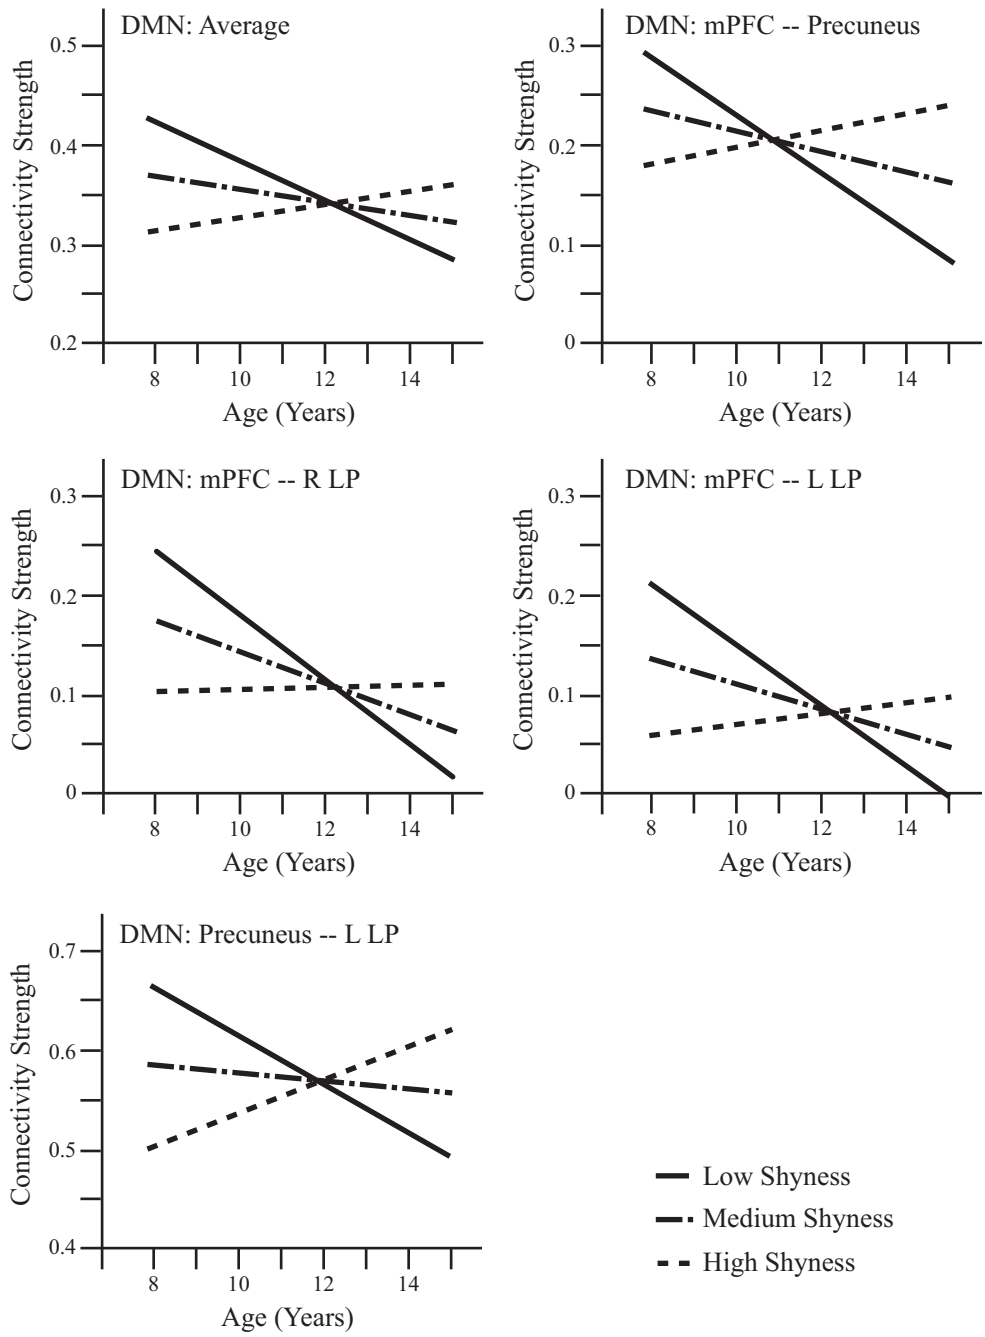 DMN: Average
Connectivity Strength
0.5
0.4
0.3
0.2
8 10 12 14
Age (Years)
DMN: mPFC -- Precuneus
Connectivity Strength
0.3
0.2
0.1
0
8 10 12 14
Age (Years)
DMN: mPFC -- R LP
Connectivity Strength
0.3
0.2
0.1
0
8 10 12 14
Age (Years)
DMN: mPFC -- L LP
Connectivity Strength
0.3
0.2
0.1
0
8 10 12 14
Age (Years)
DMN: Precuneus -- L LP
Connectivity Strength
0.7
0.6
0.5
0.4
8 10 12 14
Age (Years)
Low Shyness
Medium Shyness
High Shyness